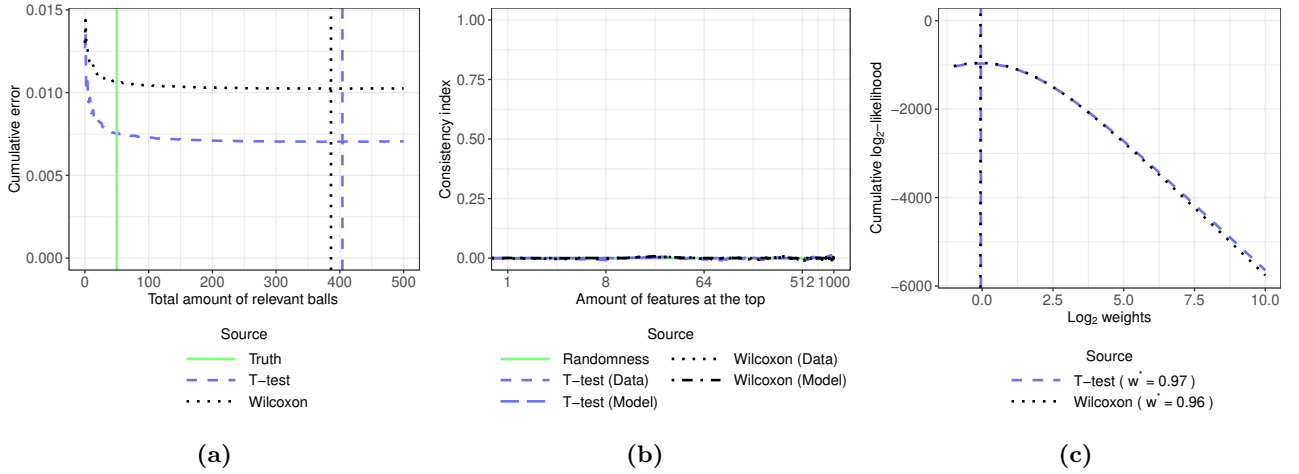 0.015
0.010
0.005
0.000
Cumulative error
0 100 200 300 400 500
Total amount of relevant balls
Source
Truth
T−test
Wilcoxon
(a)
1.00
0.75
0.50
0.25
0.00
Consistency index
1 8 64 512 1000
Amount of features at the top
Source
Randomness
T−test (Data)
T−test (Model)
Wilcoxon (Data)
Wilcoxon (Model)
(b)
0
−2000
−4000
−6000
Cumulative log₂−likelihood
0.0 2.5 5.0 7.5 10.0
Log₂ weights
Source
T−test ( w* = 0.97 )
Wilcoxon ( w* = 0.96 )
(c)